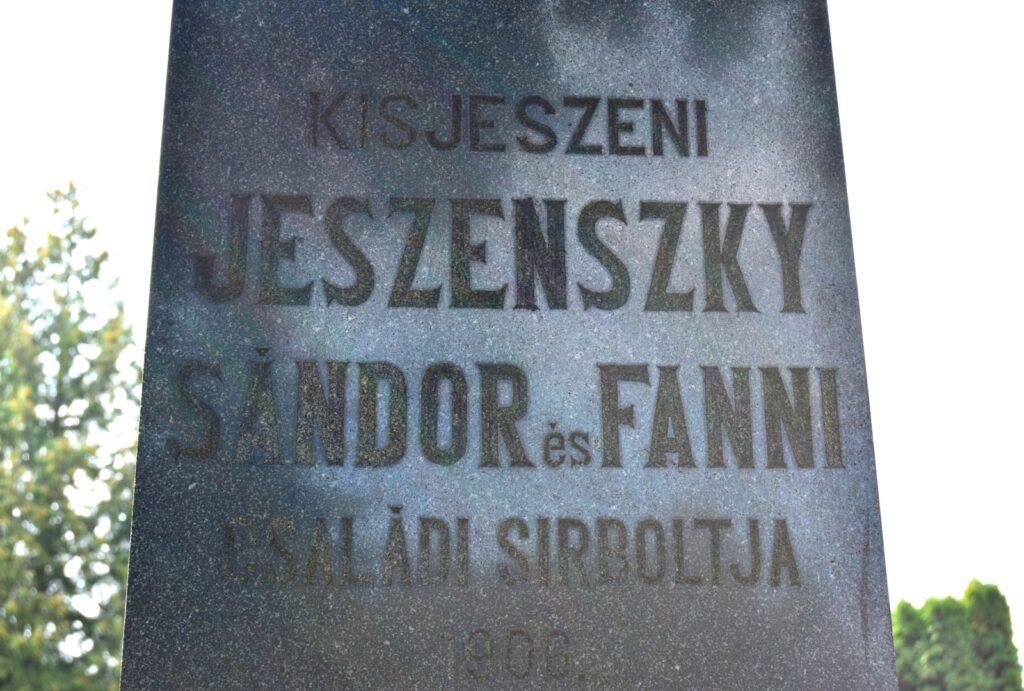 KISJESZENI
JESZENSZKY
SÁNDOR és FANNI
CSALÁDI SIRBOLTJA
1906.